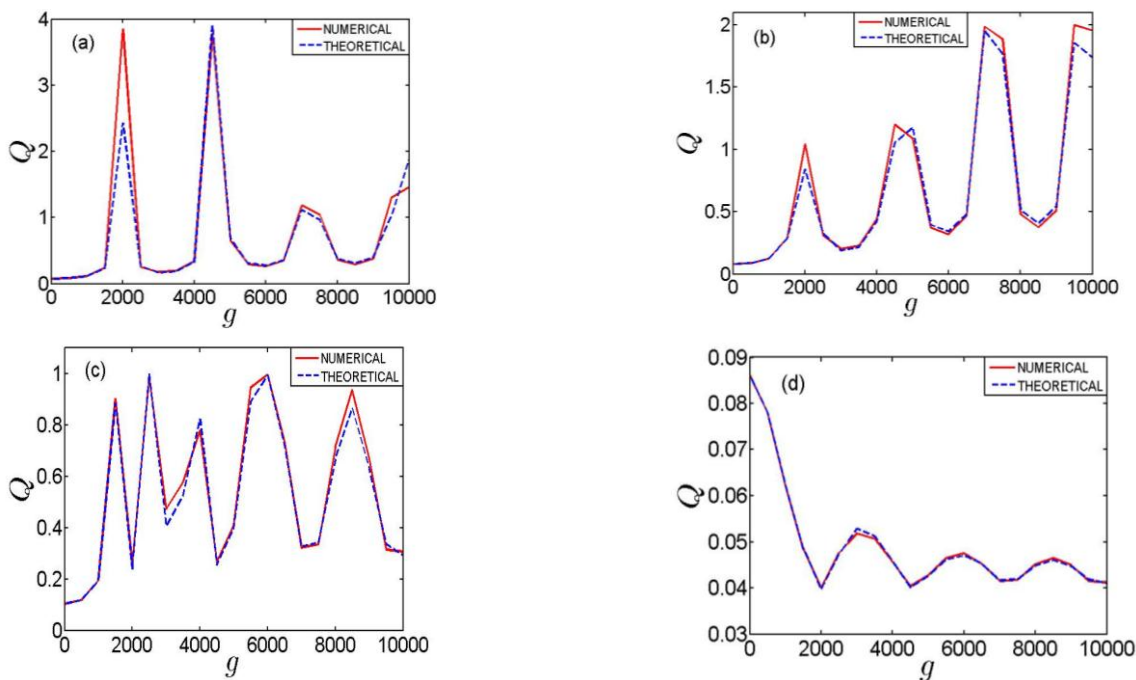 (a)
NUMERICAL
THEORETICAL
Q
4
3
2
1
0
0 2000 4000 6000 8000 10000
g
(b)
NUMERICAL
THEORETICAL
Q
2
1.5
1
0.5
0
0 2000 4000 6000 8000 10000
g
(c)
NUMERICAL
THEORETICAL
Q
1
0.8
0.6
0.4
0.2
0
0 2000 4000 6000 8000 10000
g
(d)
NUMERICAL
THEORETICAL
Q
0.09
0.08
0.07
0.06
0.05
0.04
0.03
0 2000 4000 6000 8000 10000
g